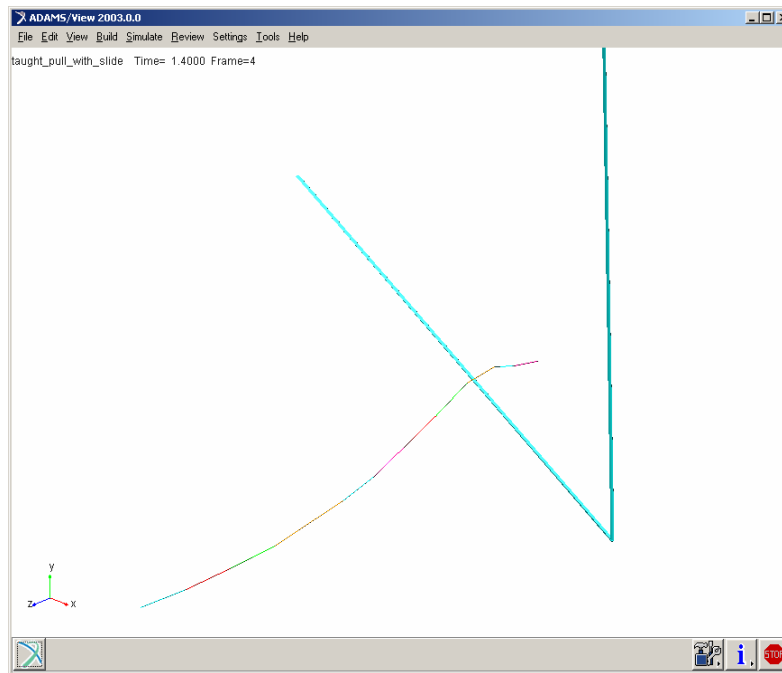 ADAMS/View 2003.0.0
File Edit View Build Simulate Review Settings Tools Help
taught_pull_with_slide Time= 1.4000 Frame=4
y
z x
i
STOP